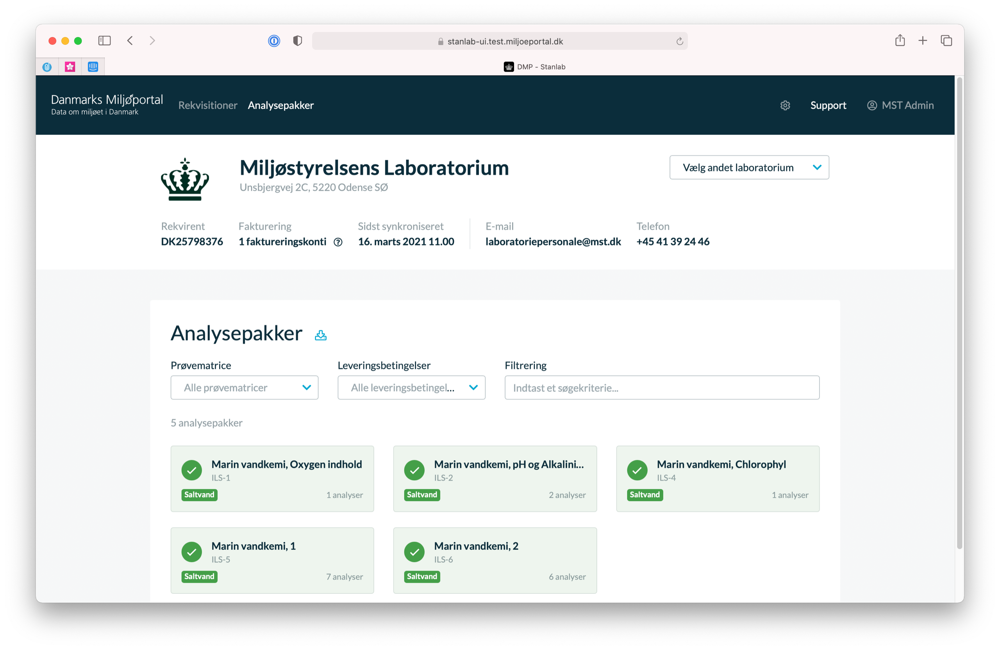 stanlab-ui.test.miljoeportal.dk
DMP - Stanlab
Danmarks Miljøportal
Data om miljøet i Danmark
Rekvisitioner
Analysepakker
Support
MST Admin
Miljøstyrelsens Laboratorium
Unsbjergvej 2C, 5220 Odense SØ
Vælg andet laboratorium
Rekvirent
DK25798376
Fakturering
1 faktureringskonti
Sidst synkroniseret
16. marts 2021 11.00
E-mail
laboratoriepersonale@mst.dk
Telefon
+45 41 39 24 46
Analysepakker
Prøvematrice
Alle prøvematricer
Leveringsbetingelser
Alle leveringsbetingel...
Filtrering
Indtast et søgekriterie...
5 analysepakker
Marin vandkemi, Oxygen indhold
ILS-1
Saltvand
1 analyser
Marin vandkemi, pH og Alkalini...
ILS-2
Saltvand
2 analyser
Marin vandkemi, Chlorophyl
ILS-4
Saltvand
1 analyser
Marin vandkemi, 1
ILS-5
Saltvand
7 analyser
Marin vandkemi, 2
ILS-6
Saltvand
6 analyser